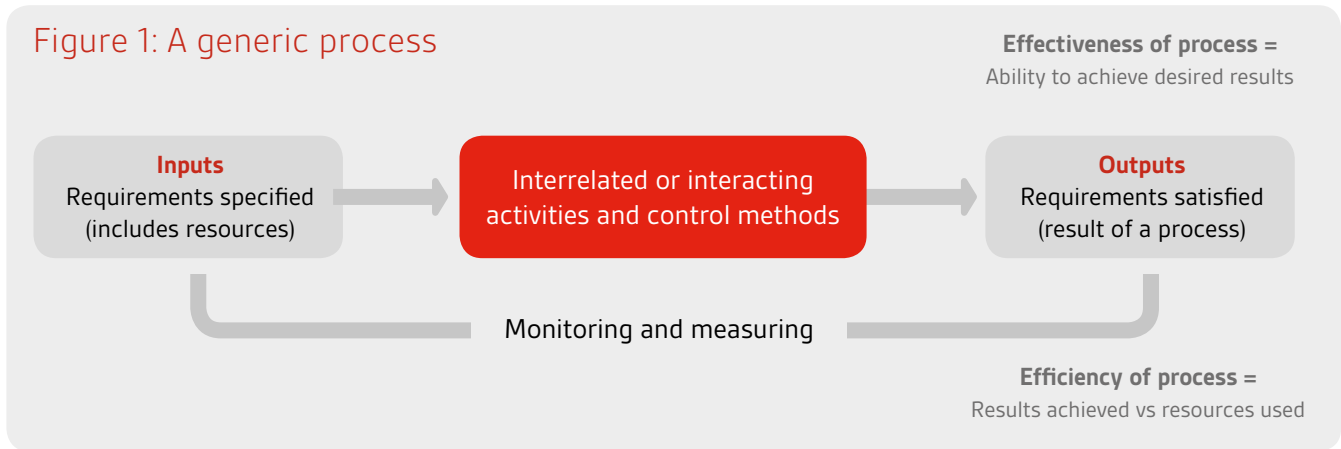 Figure 1: A generic process
Effectiveness of process =
Ability to achieve desired results
Inputs
Requirements specified
(includes resources)
Interrelated or interacting
activities and control methods
Outputs
Requirements satisfied
(result of a process)
Monitoring and measuring
Efficiency of process =
Results achieved vs resources used